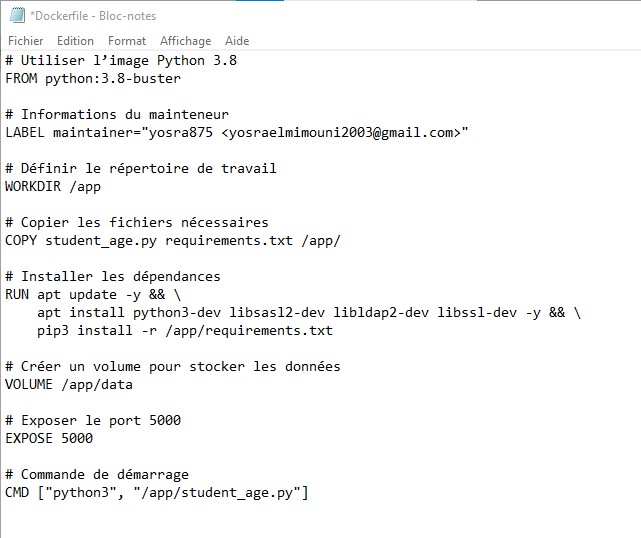 *Dockerfile - Bloc-notes
Fichier Edition Format Affichage Aide
# Utiliser l’image Python 3.8
FROM python:3.8-buster
# Informations du mainteneur
LABEL maintainer="yosra875 <yosraelmimouni2003@gmail.com>"
# Définir le répertoire de travail
WORKDIR /app
# Copier les fichiers nécessaires
COPY student_age.py requirements.txt /app/
# Installer les dépendances
RUN apt update -y && \
    apt install python3-dev libsasl2-dev libldap2-dev libssl-dev -y && \
    pip3 install -r /app/requirements.txt
# Créer un volume pour stocker les données
VOLUME /app/data
# Exposer le port 5000
EXPOSE 5000
# Commande de démarrage
CMD ["python3", "/app/student_age.py"]